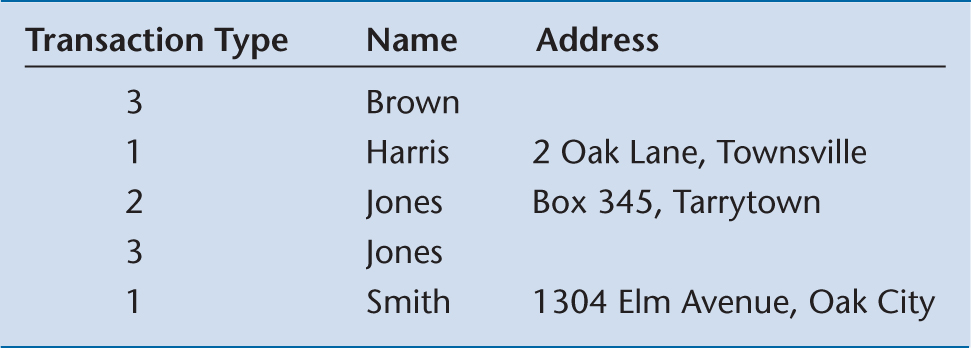 Transaction Type Name Address
3 Brown
1 Harris 2 Oak Lane, Townsville
2 Jones Box 345, Tarrytown
3 Jones
1 Smith 1304 Elm Avenue, Oak City